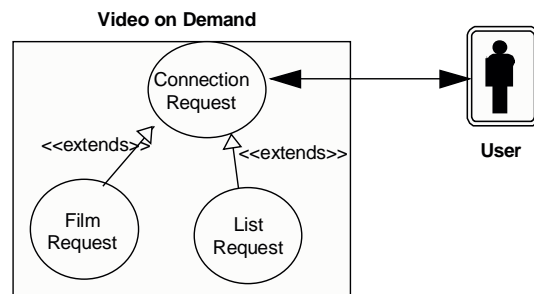 Video on Demand
Connection
Request
<<extends>>
<<extends>>
User
Film
Request
List
Request